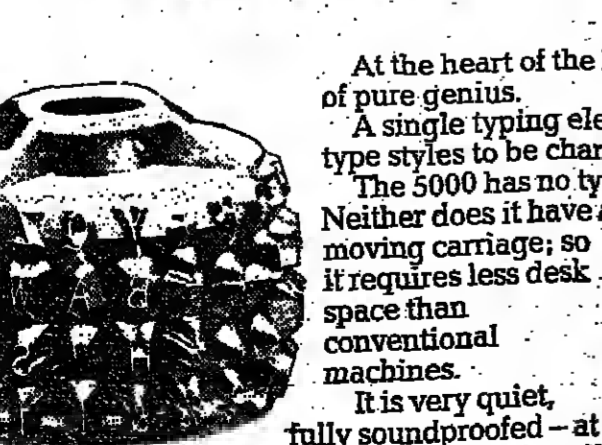 At the heart of the
of pure genius.
A single typing ele
type styles to be chan
The 5000 has no ty
Neither does it have
moving carriage; so
it requires less desk
space than
conventional
machines.
It is very quiet,
fully soundproofed – at